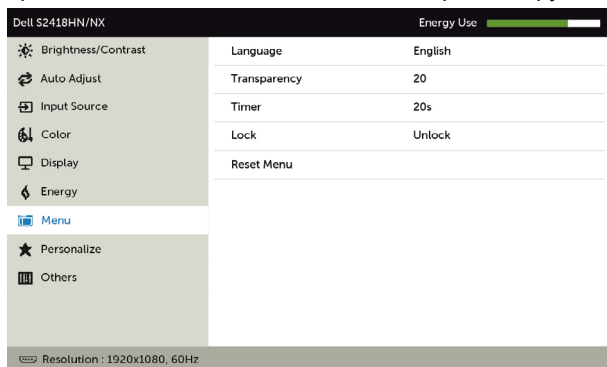 Dell S2418HN/NX Energy Use
Brightness/Contrast
Auto Adjust
Input Source
Color
Display
Energy
Menu
Personalize
Others
Language English
Transparency 20
Timer 20s
Lock Unlock
Reset Menu
Resolution : 1920x1080, 60Hz